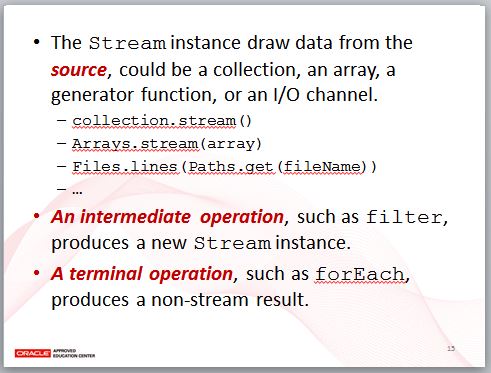 • The Stream instance draw data from the
source, could be a collection, an array, a
generator function, or an I/O channel.
– collection.stream()
– Arrays.stream(array)
– Files.lines(Paths.get(fileName))
– …
• An intermediate operation, such as filter,
produces a new Stream instance.
• A terminal operation, such as forEach,
produces a non-stream result.
ORACLE APPROVED
EDUCATION CENTER
15